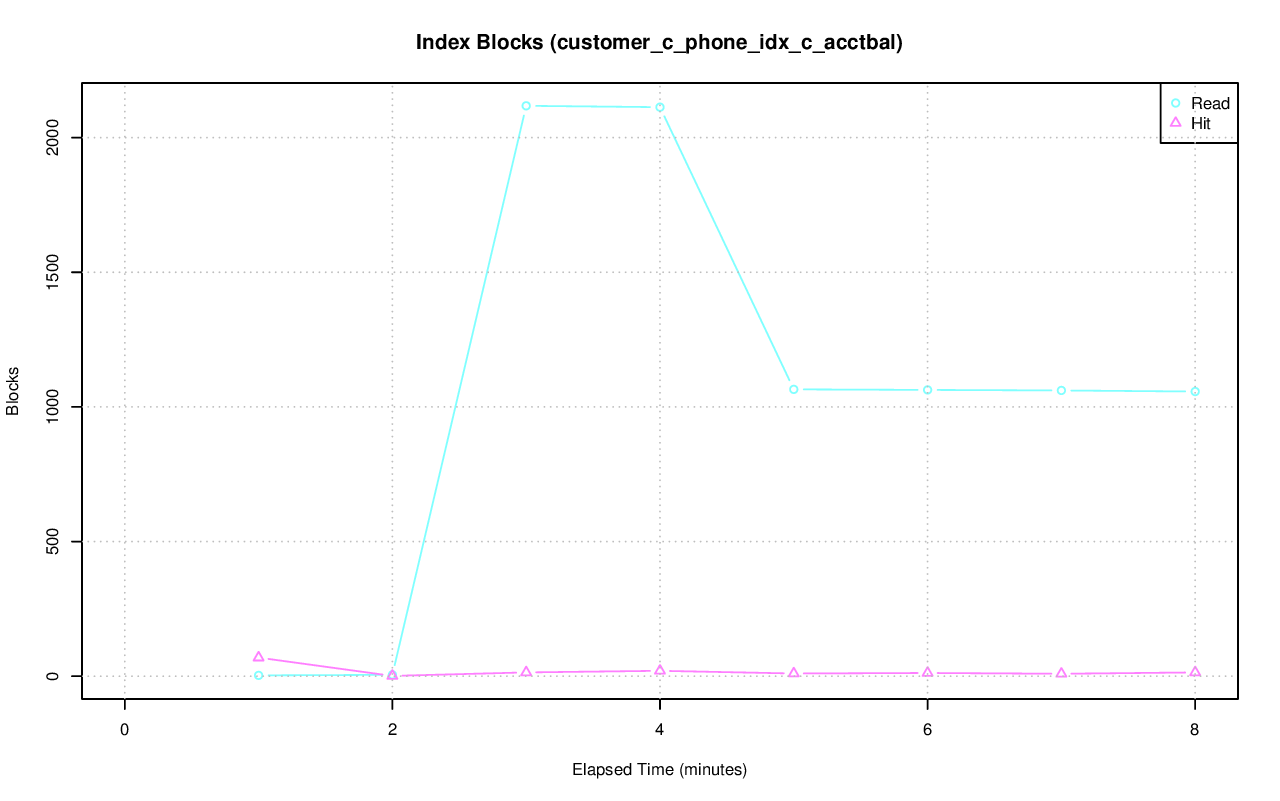 Index Blocks (customer_c_phone_idx_c_acctbal)
Read
Hit
2000
1500
1000
500
0
Blocks
0 2 4 6 8
Elapsed Time (minutes)